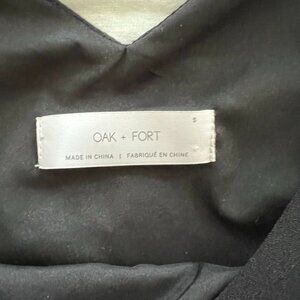 S
OAK + FORT
MADE IN CHINA | FABRIQUÉ EN CHINE